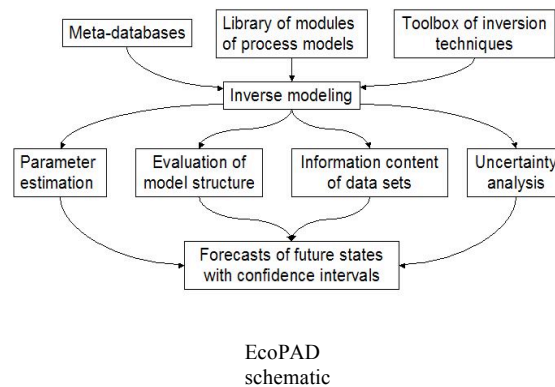 Meta-databases
Library of modules
of process models
Toolbox of inversion
techniques
Inverse modeling
Parameter
estimation
Evaluation of
model structure
Information content
of data sets
Uncertainty
analysis
Forecasts of future states
with confidence intervals
EcoPAD
schematic